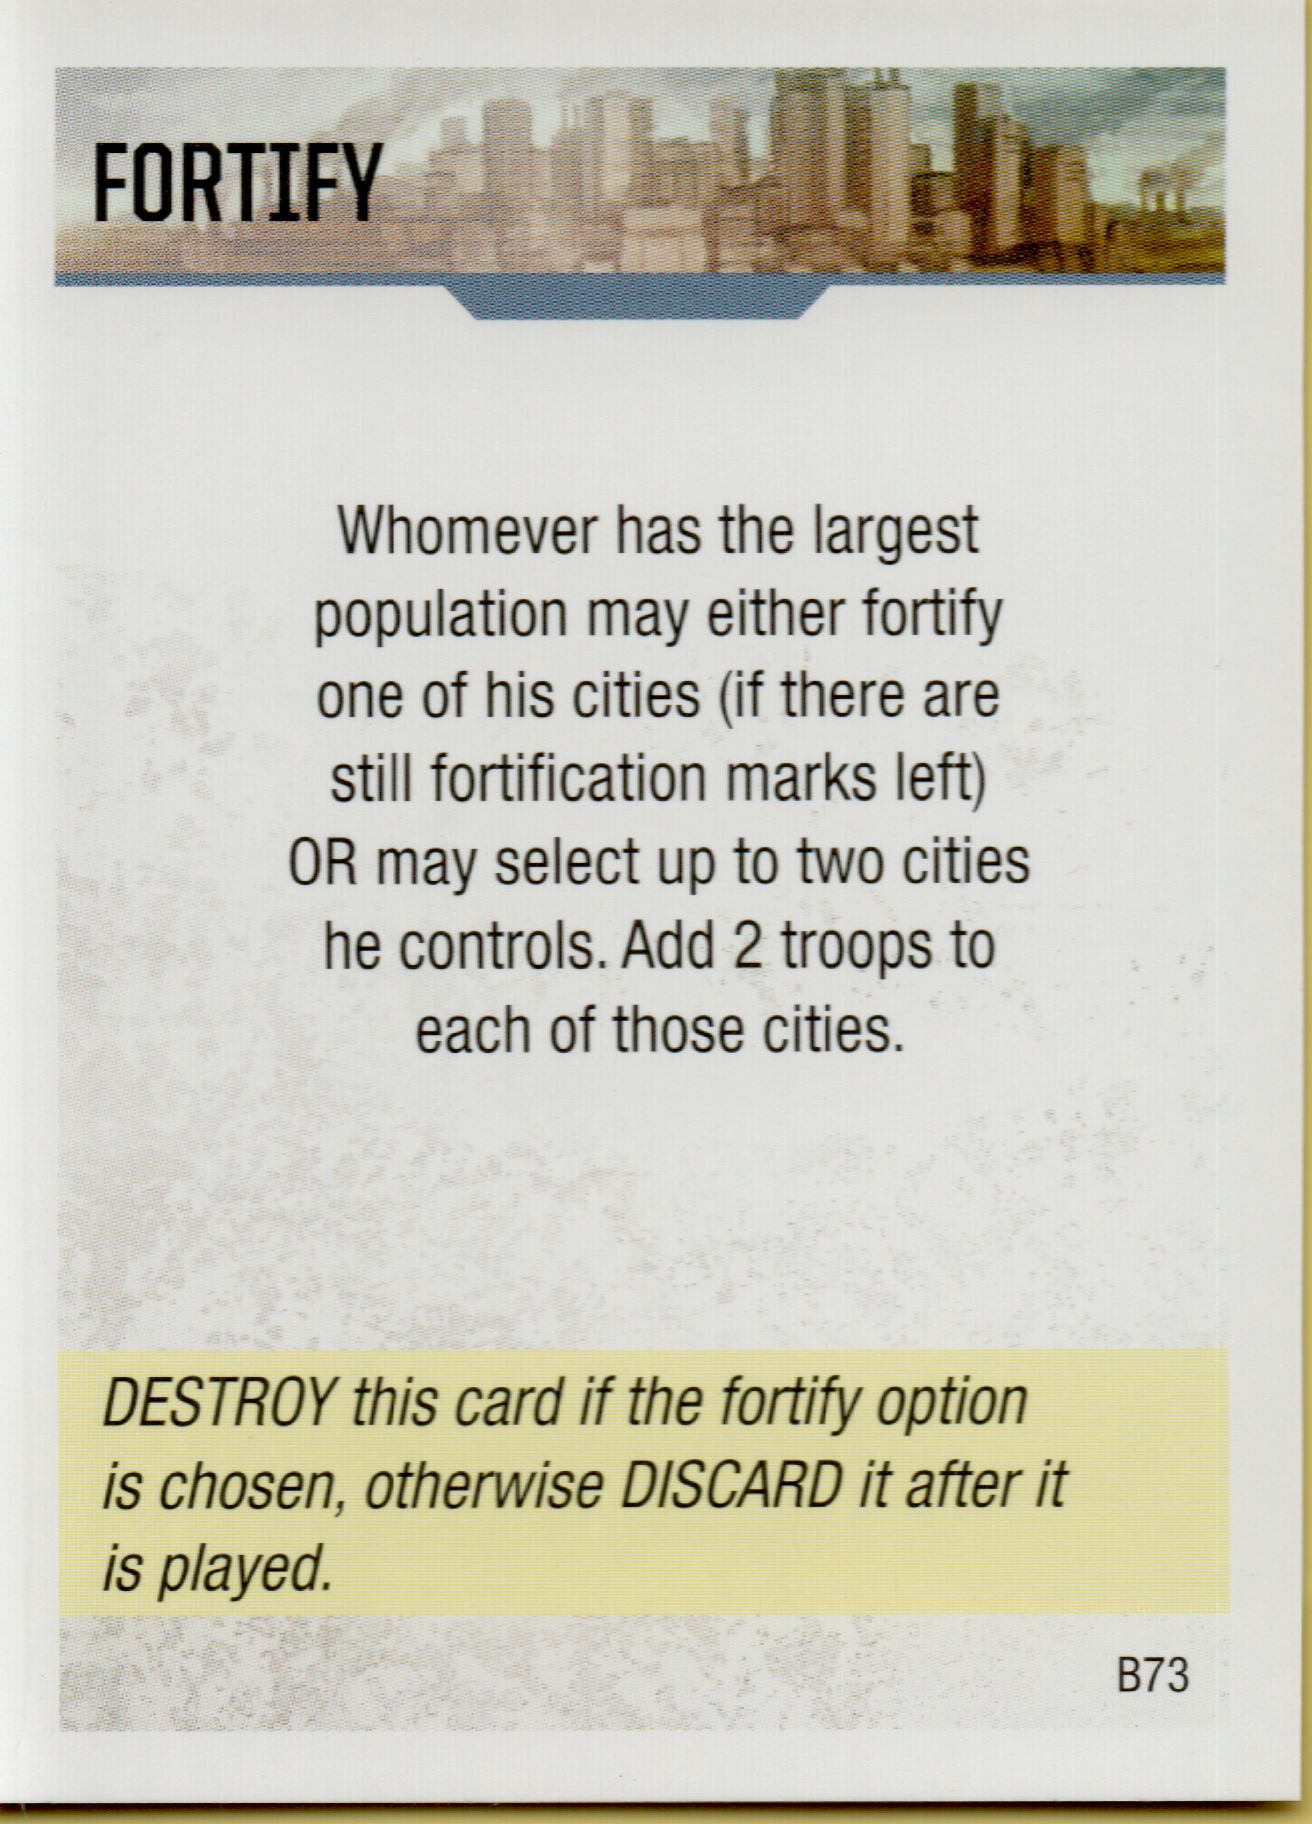 FORTIFY
Whomever has the largest
population may either fortify
one of his cities (if there are
still fortification marks left)
OR may select up to two cities
he controls. Add 2 troops to
each of those cities.
DESTROY this card if the fortify option
is chosen, otherwise DISCARD it after it
is played.
B73